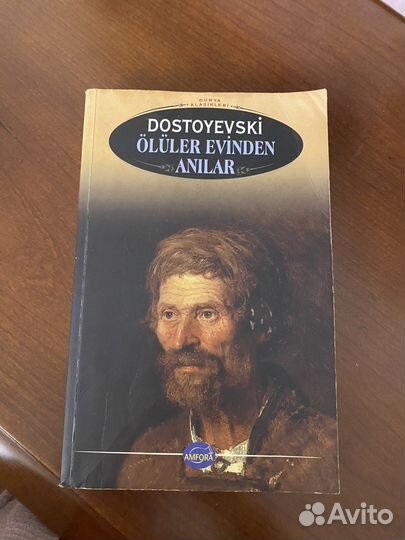 DÜNYA
KLASİKLERİ
DOSTOYEVSKİ
ÖLÜLER EVİNDEN
ANILAR
AMFORA
Avito